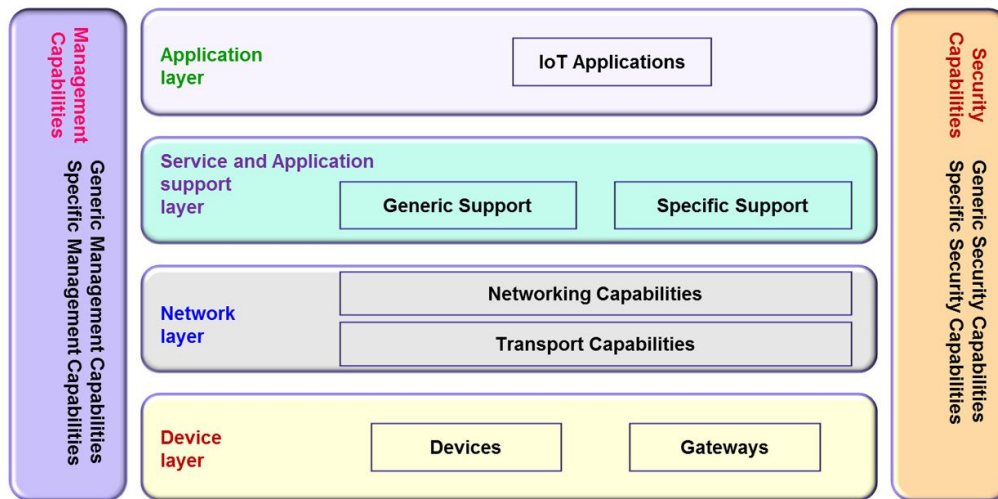 Management
Capabilities
Generic Management Capabilities
Specific Management Capabilities
Application
layer
IoT Applications
Service and Application
support
layer
Generic Support
Specific Support
Network
layer
Networking Capabilities
Transport Capabilities
Device
layer
Devices
Gateways
Security
Capabilities
Generic Security Capabilities
Specific Security Capabilities